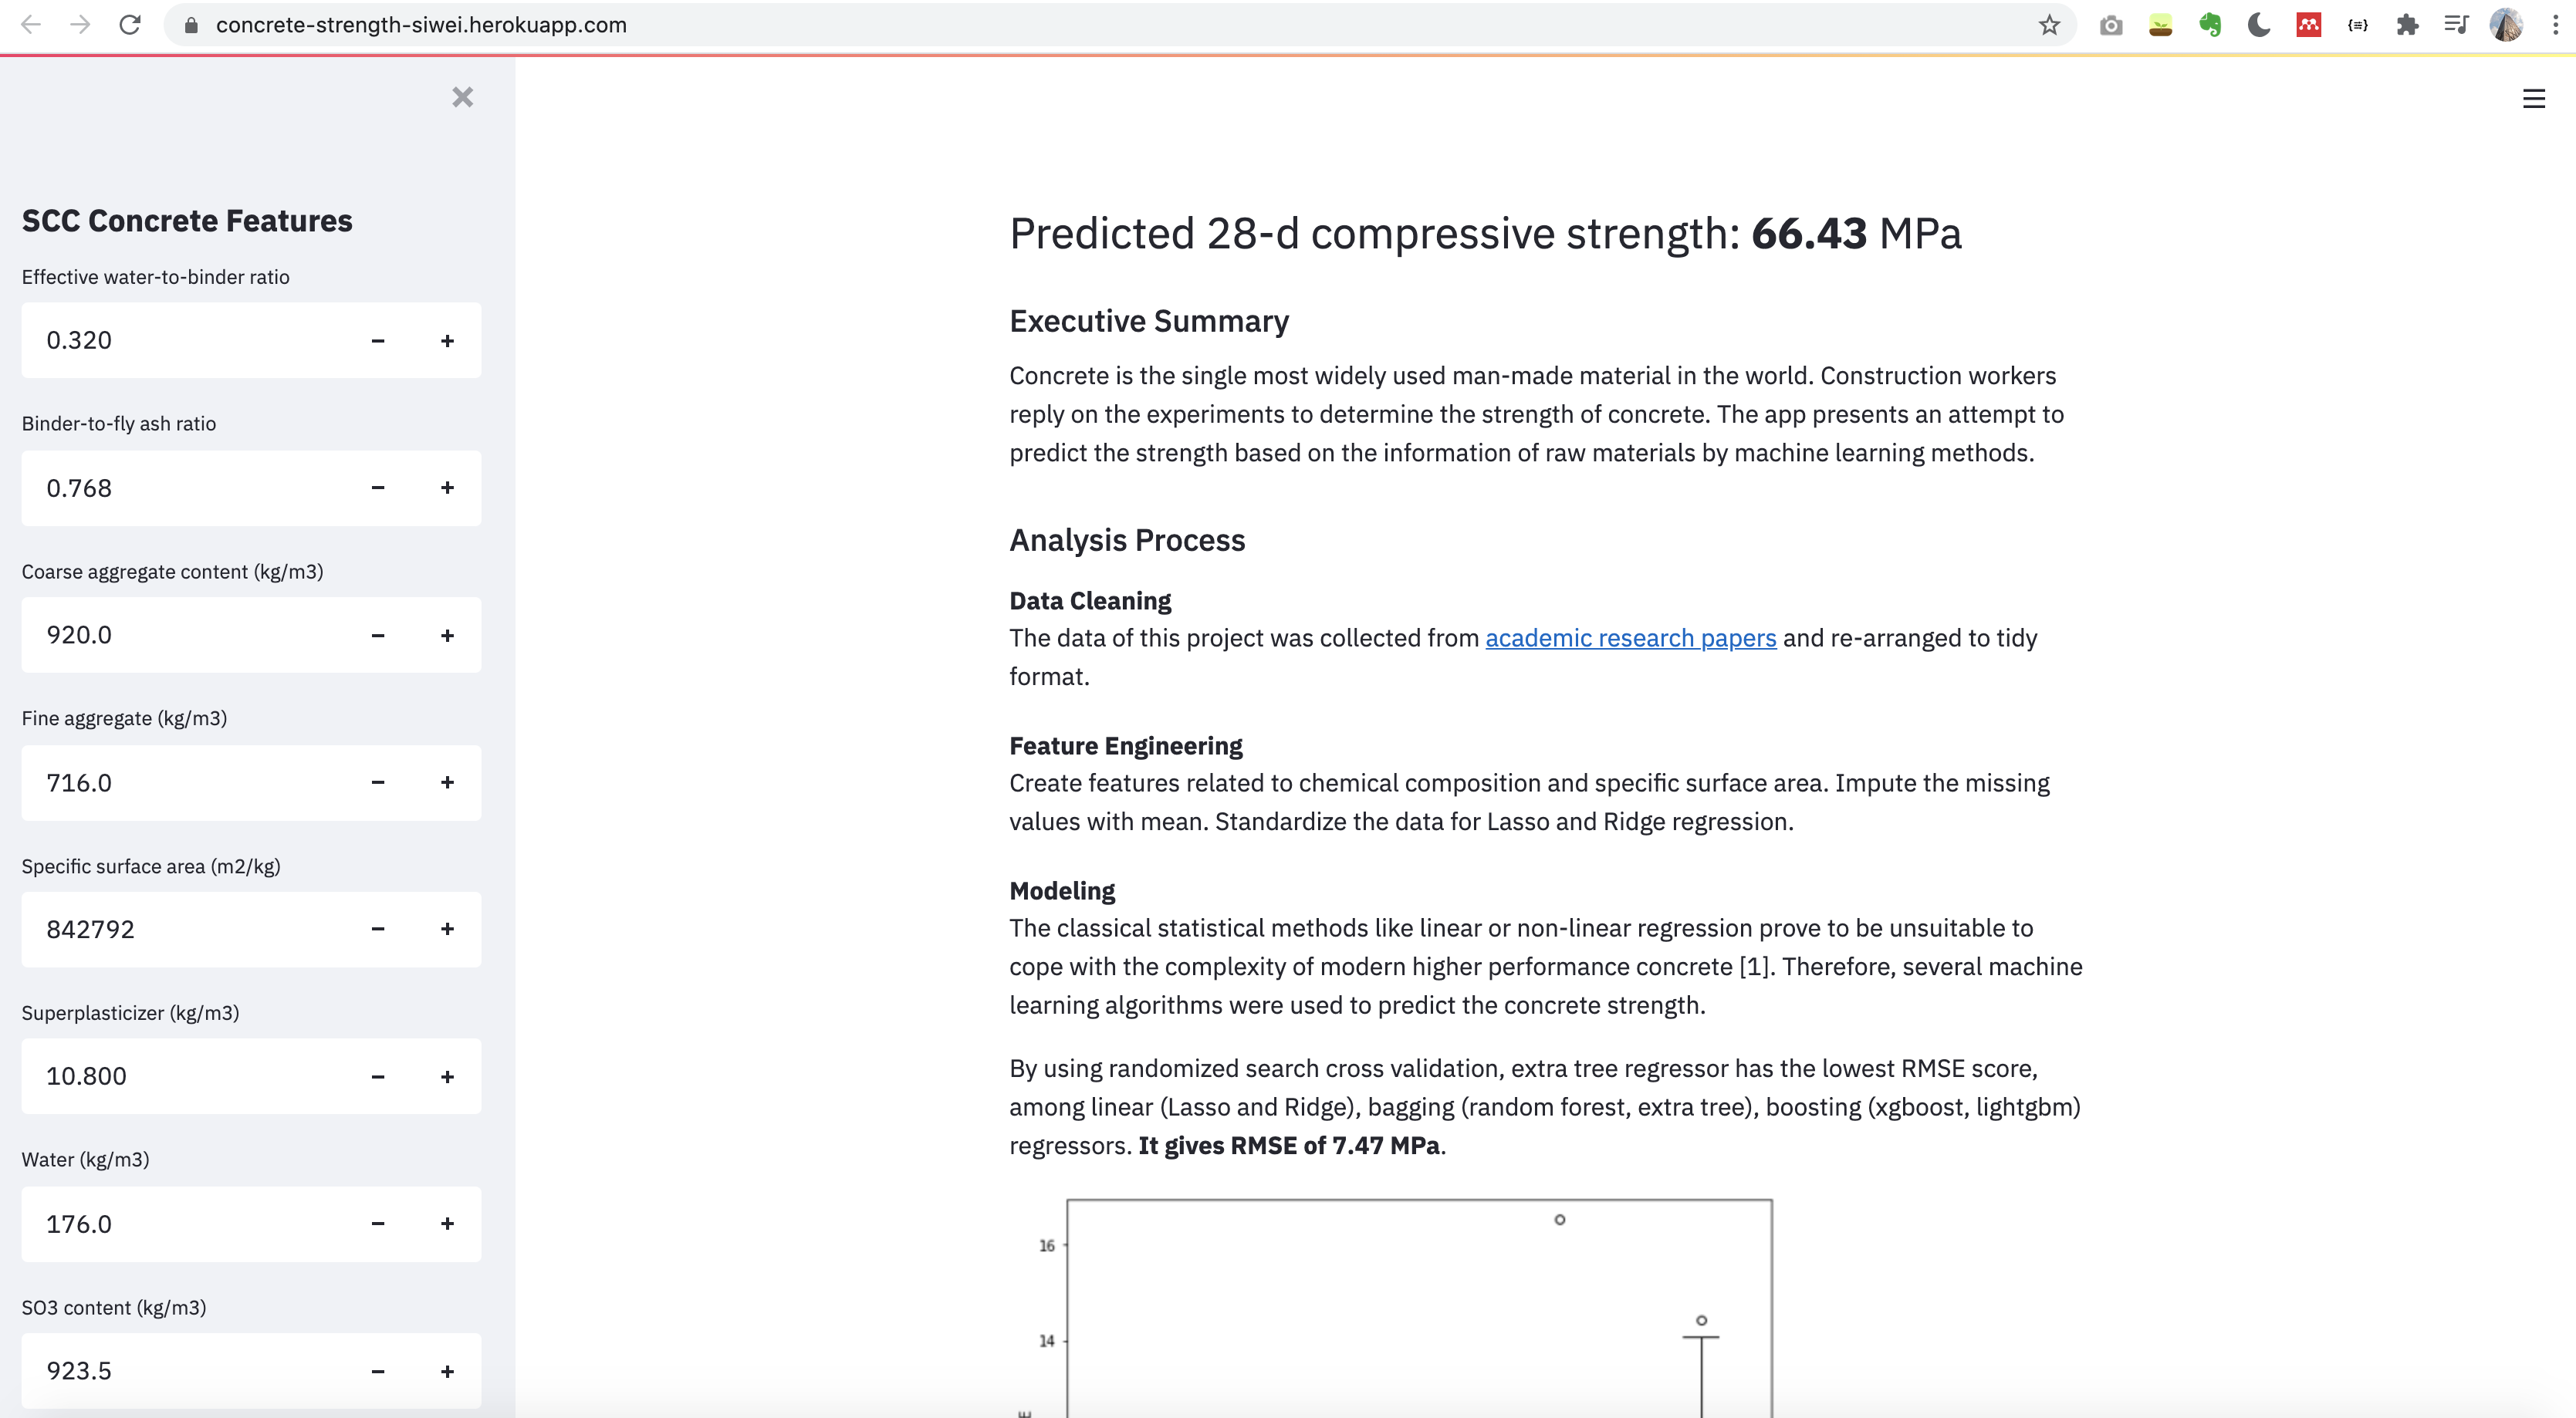 concrete-strength-siwei.herokuapp.com
SCC Concrete Features
Effective water-to-binder ratio
0.320
Binder-to-fly ash ratio
0.768
Coarse aggregate content (kg/m3)
920.0
Fine aggregate (kg/m3)
716.0
Specific surface area (m2/kg)
842792
Superplasticizer (kg/m3)
10.800
Water (kg/m3)
176.0
SO3 content (kg/m3)
923.5
Predicted 28-d compressive strength: 66.43 MPa
Executive Summary
Concrete is the single most widely used man-made material in the world. Construction workers
reply on the experiments to determine the strength of concrete. The app presents an attempt to
predict the strength based on the information of raw materials by machine learning methods.
Analysis Process
Data Cleaning
The data of this project was collected from academic research papers and re-arranged to tidy
format.
Feature Engineering
Create features related to chemical composition and specific surface area. Impute the missing
values with mean. Standardize the data for Lasso and Ridge regression.
Modeling
The classical statistical methods like linear or non-linear regression prove to be unsuitable to
cope with the complexity of modern higher performance concrete [1]. Therefore, several machine
learning algorithms were used to predict the concrete strength.
By using randomized search cross validation, extra tree regressor has the lowest RMSE score,
among linear (Lasso and Ridge), bagging (random forest, extra tree), boosting (xgboost, lightgbm)
regressors. It gives RMSE of 7.47 MPa.
16
14